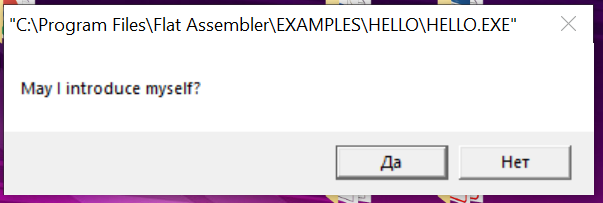 "C:\Program Files\Flat Assembler\EXAMPLES\HELLO\HELLO.EXE"
May I introduce myself?
Да
Нет